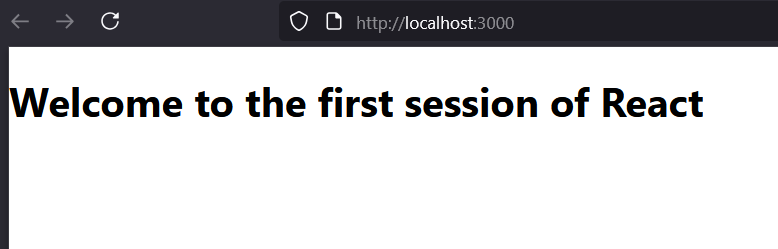 http://localhost:3000
Welcome to the first session of React